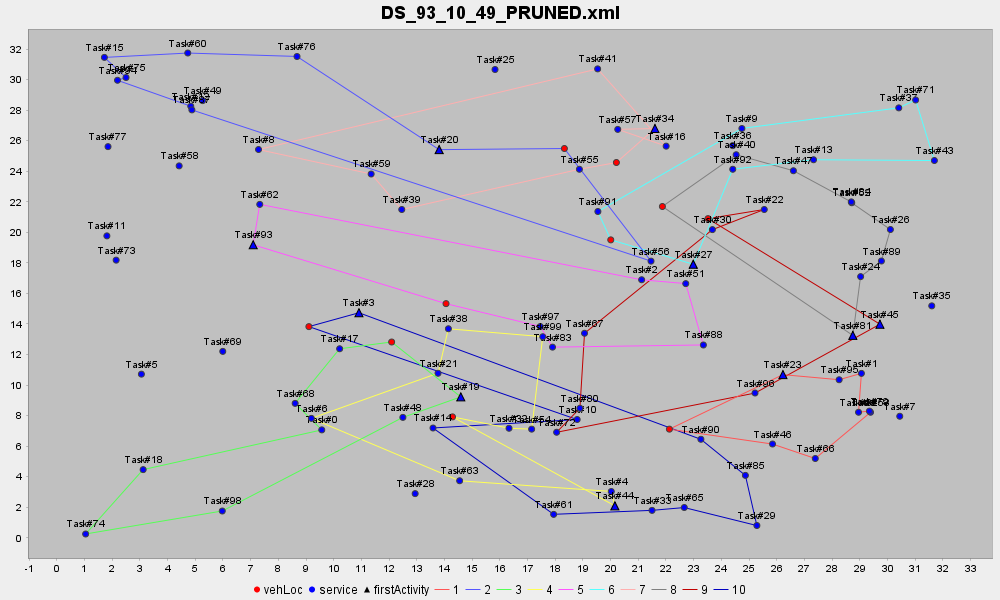 DS_93_10_49_PRUNED.xml
Task#15
Task#60
Task#76
Task#25
Task#41
Task#75
Task#49
Task#37
Task#71
Task#8
Task#20
Task#57
Task#34
Task#16
Task#9
Task#36
Task#40
Task#77
Task#58
Task#59
Task#55
Task#92
Task#47
Task#13
Task#43
Task#62
Task#39
Task#91
Task#30
Task#22
Task#26
Task#11
Task#73
Task#93
Task#56
Task#27
Task#2
Task#51
Task#89
Task#24
Task#35
Task#3
Task#38
Task#97
Task#99
Task#83
Task#67
Task#88
Task#81
Task#45
Task#69
Task#17
Task#5
Task#21
Task#23
Task#95
Task#1
Task#96
Task#19
Task#68
Task#6
Task#0
Task#48
Task#14
Task#80
Task#10
Task#72
Task#7
Task#90
Task#46
Task#66
Task#18
Task#63
Task#28
Task#4
Task#44
Task#85
Task#98
Task#61
Task#33
Task#65
Task#29
Task#74
32
30
28
26
24
22
20
18
16
14
12
10
8
6
4
2
0
-1 0 1 2 3 4 5 6 7 8 9 10 11 12 13 14 15 16 17 18 19 20 21 22 23 24 25 26 27 28 29 30 31 32 33
vehLoc service firstActivity 1 2 3 4 5 6 7 8 9 10